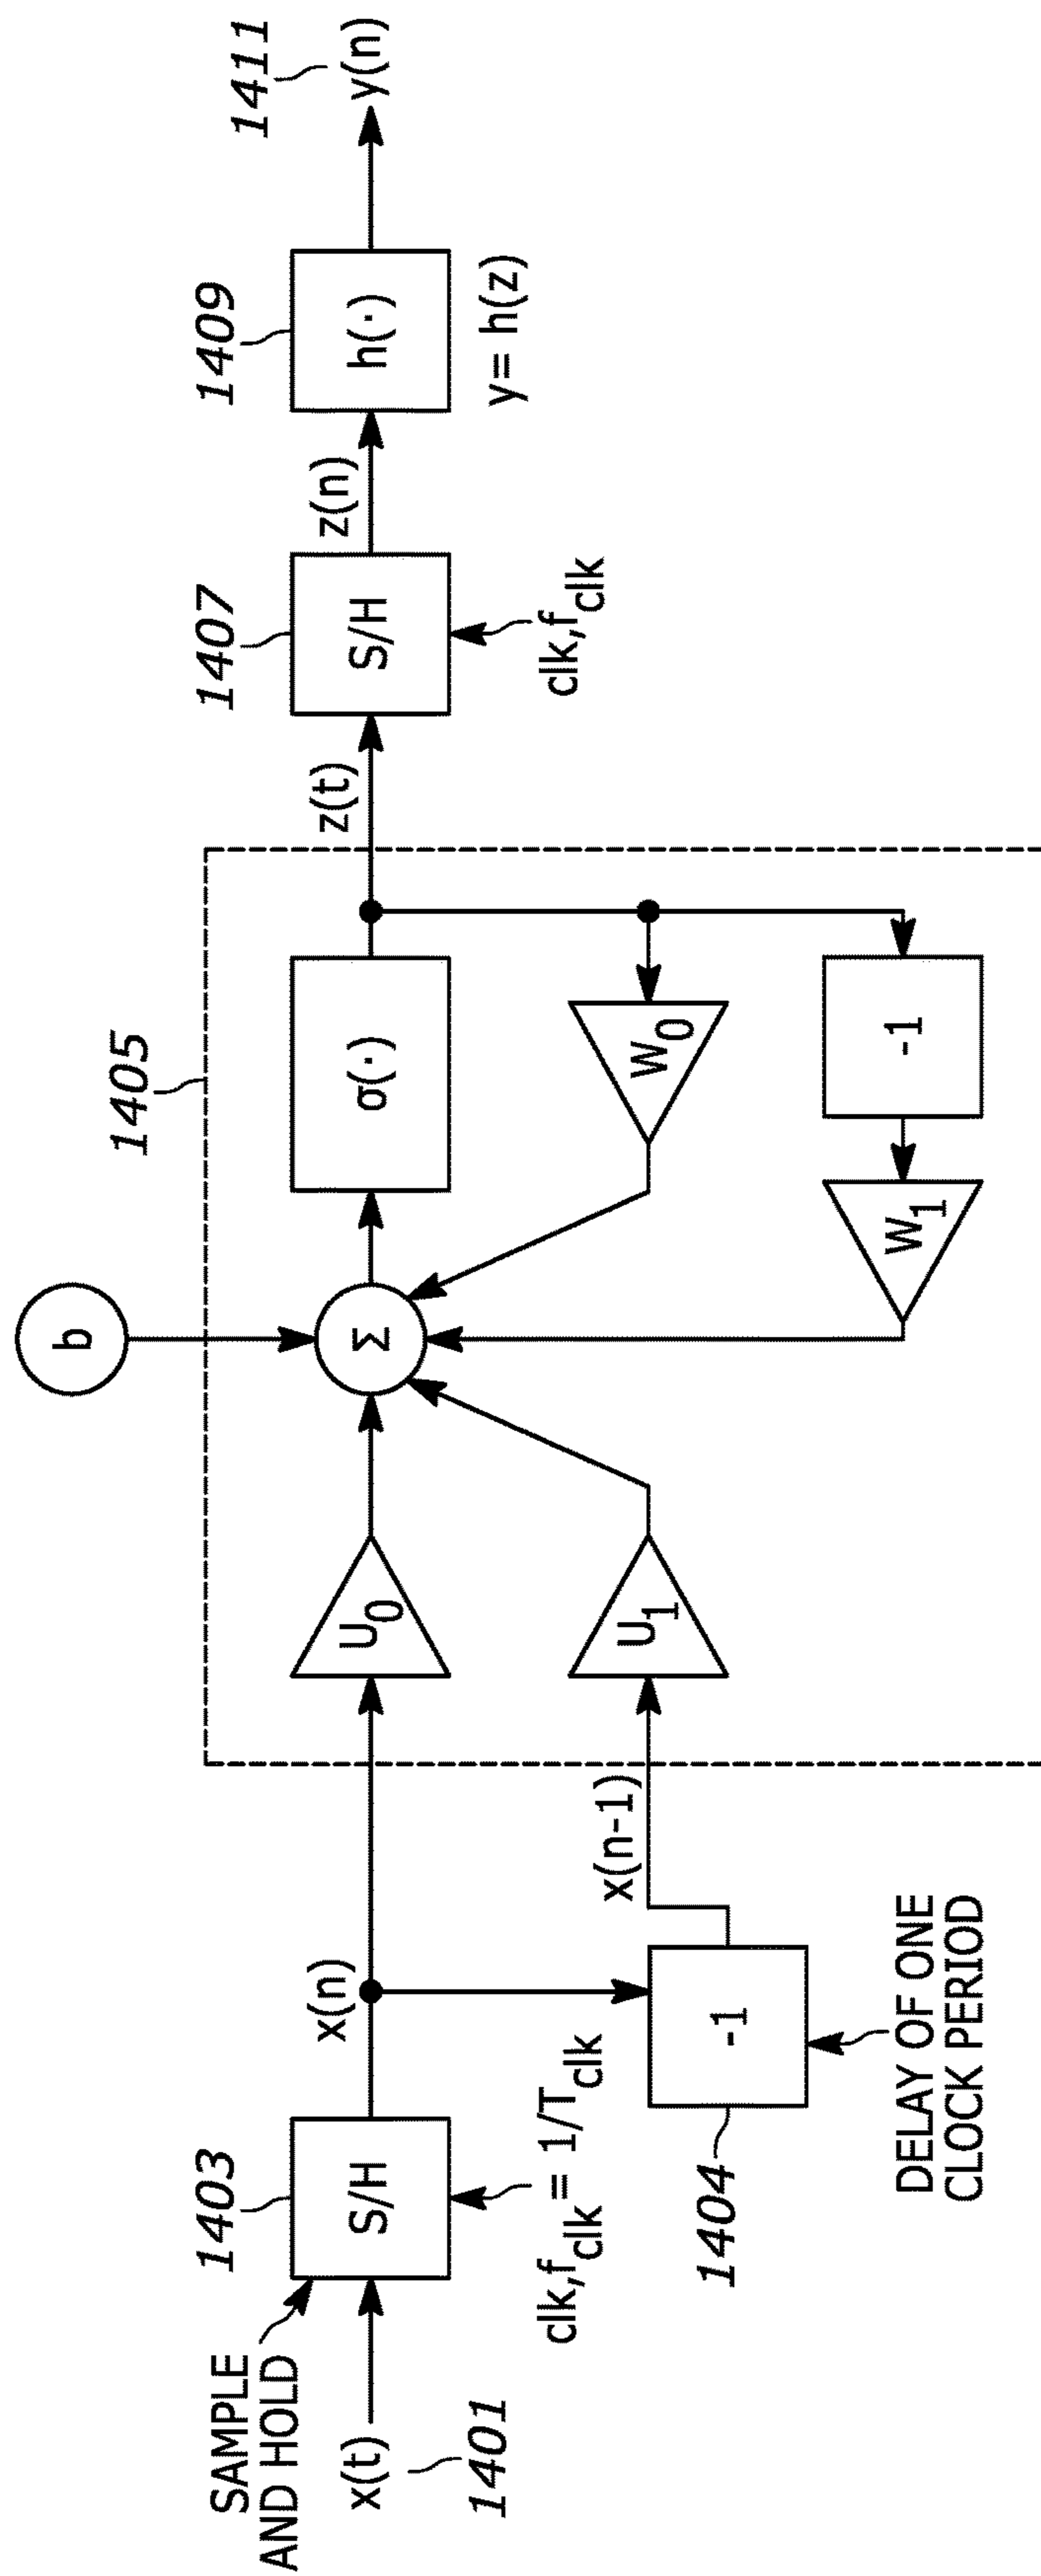 SAMPLE
AND HOLD
x(t)
1401
1403
S/H
clk,f_clk = 1/T_clk
x(n)
1404
-1
DELAY OF ONE
CLOCK PERIOD
x(n-1)
1405
U_0
U_1
b
Σ
σ(·)
W_0
W_1
-1
z(t)
1407
S/H
clk,f_clk
z(n)
1409
h(·)
y= h(z)
1411
y(n)